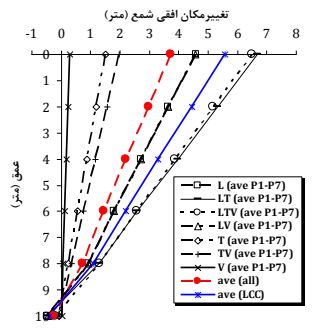 تغییرمکان افقی شمع (متر)
-1 0 1 2 3 4 5 6 7 8
0
2
4
6
8
10
عمق (متر)
L (ave P1-P7)
LT (ave P1-P7)
LTV (ave P1-P7)
LV (ave P1-P7)
T (ave P1-P7)
TV (ave P1-P7)
V (ave P1-P7)
ave (all)
ave (LCC)